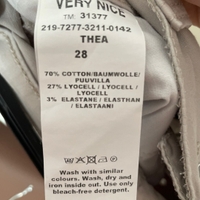 VERY NICE
TM. 31377
219-7277-3211-0142
THEA
28
70% COTTON/BAUMWOLLE/
PUUVILLA
27% LYOCELL / LYOCELL
/ LYOCELL
3% ELASTANE / ELASTHAN
/ ELASTAANI
Wash with similar
colours. Wash, dry and
iron inside out. Use only
bleach-free detergent.